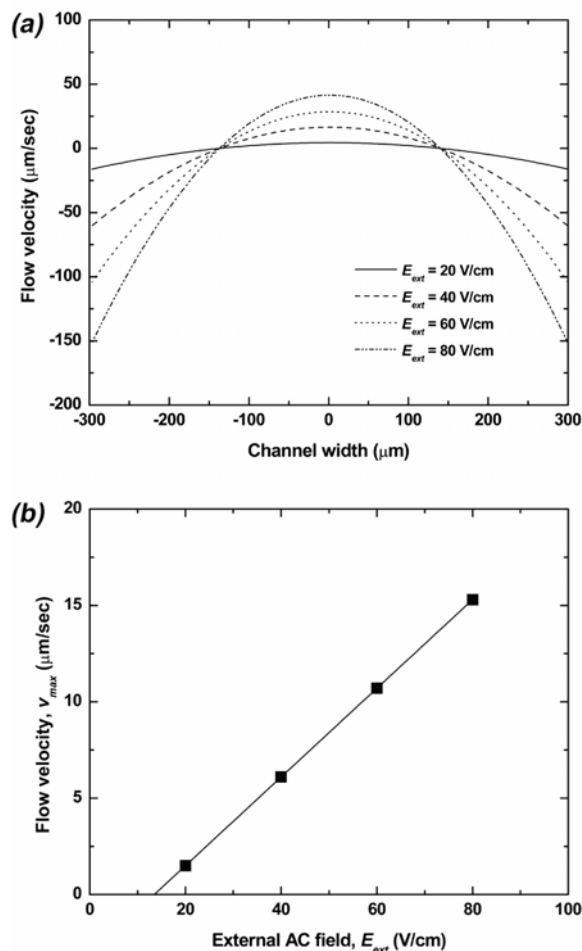 (a)
100
50
0
-50
-100
-150
-200
Flow velocity (μm/sec)
E_ext = 20 V/cm
E_ext = 40 V/cm
E_ext = 60 V/cm
E_ext = 80 V/cm
-300 -200 -100 0 100 200 300
Channel width (μm)
(b)
20
15
10
5
0
Flow velocity, v_max (μm/sec)
0 20 40 60 80 100
External AC field, E_ext (V/cm)